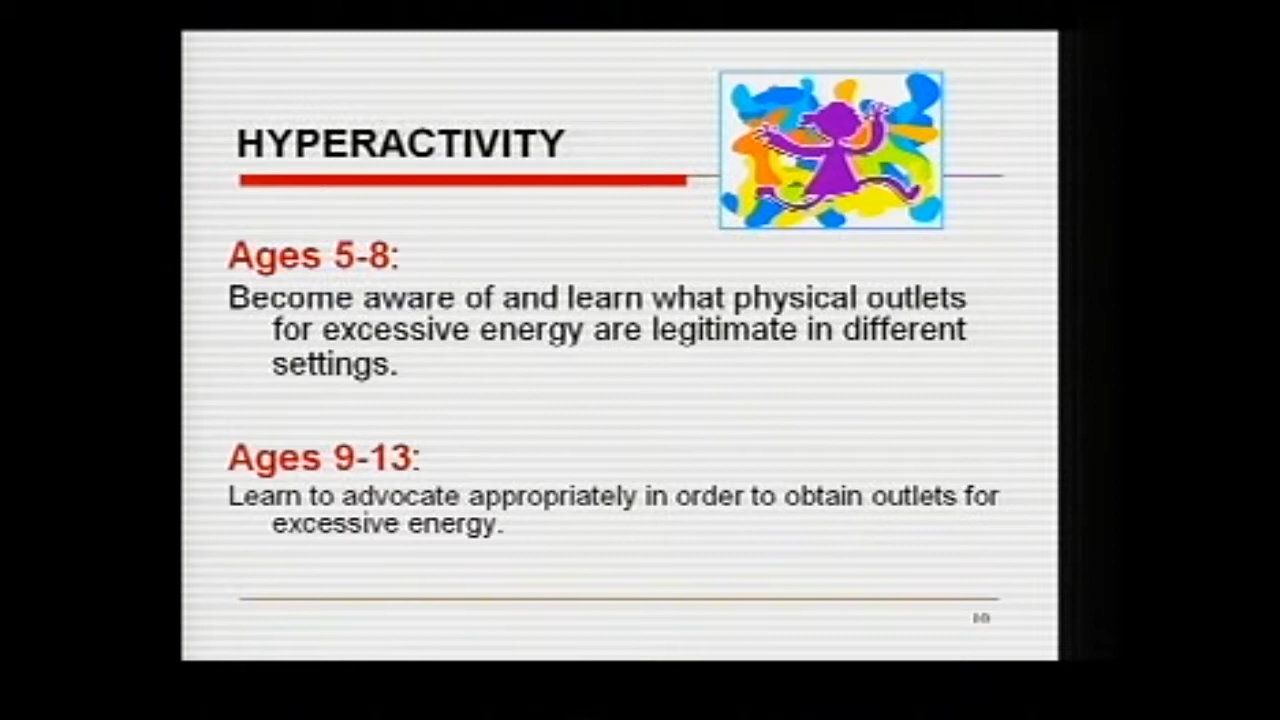 HYPERACTIVITY
Ages 5-8:
Become aware of and learn what physical outlets
for excessive energy are legitimate in different
settings.
Ages 9-13:
Learn to advocate appropriately in order to obtain outlets for
excessive energy.